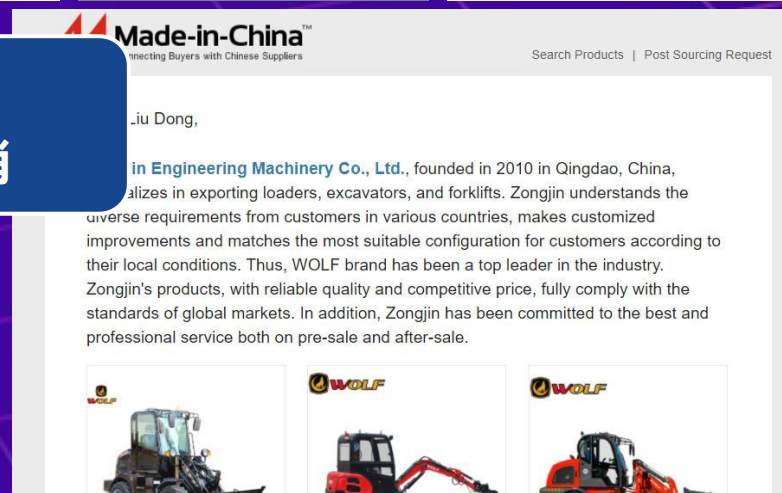 Made-in-China™
Connecting Buyers with Chinese Suppliers
Search Products | Post Sourcing Request
Liu Dong,
in Engineering Machinery Co., Ltd., founded in 2010 in Qingdao, China,
alizes in exporting loaders, excavators, and forklifts. Zongjin understands the
diverse requirements from customers in various countries, makes customized
improvements and matches the most suitable configuration for customers according to
their local conditions. Thus, WOLF brand has been a top leader in the industry.
Zongjin's products, with reliable quality and competitive price, fully comply with the
standards of global markets. In addition, Zongjin has been committed to the best and
professional service both on pre-sale and after-sale.
WOLF
WOLF
WOLF